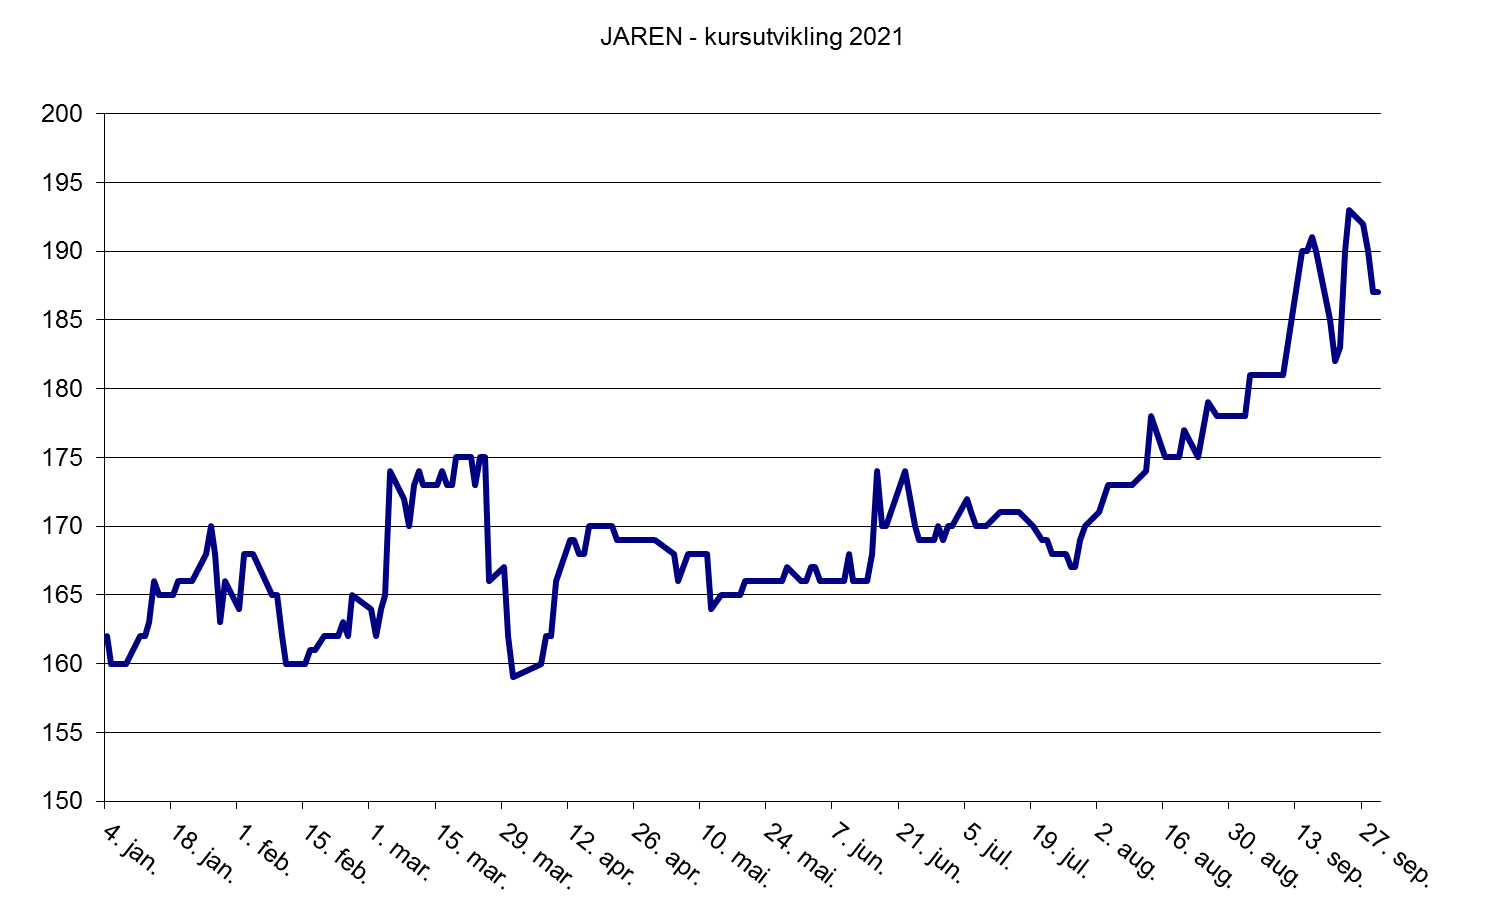 JAREN - kursutvikling 2021
200
195
190
185
180
175
170
165
160
155
150
4. jan.
18. jan.
1. feb.
15. feb.
1. mar.
15. mar.
29. mar.
12. apr.
26. apr.
10. mai.
24. mai.
7. jun.
21. jun.
5. jul.
19. jul.
2. aug.
16. aug.
30. aug.
13. sep.
27. sep.